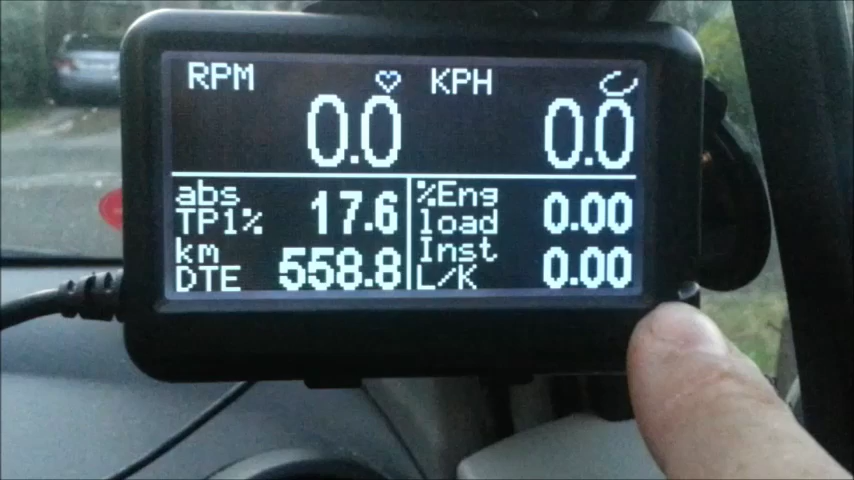 RPM KPH
0.0 0.0
abs %Eng
TP1% 17.6 load 0.00
km Inst
DTE 558.8 L/K 0.00